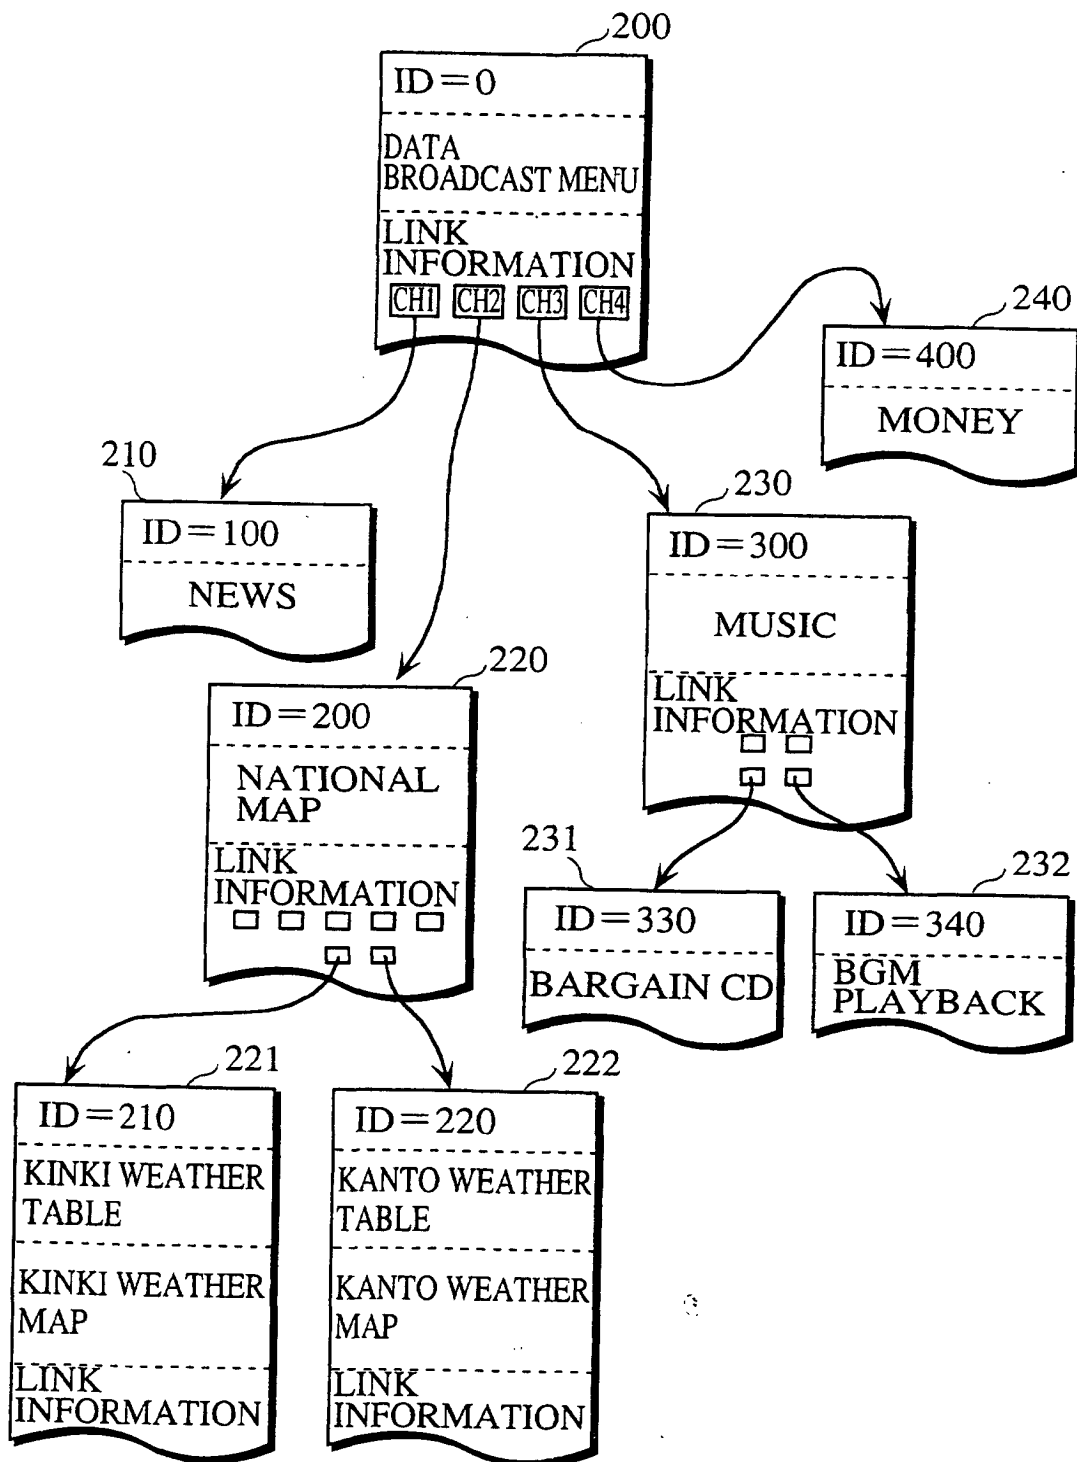 200
ID=0
DATA
BROADCAST MENU
LINK
INFORMATION
CH1 CH2 CH3 CH4
240
ID=400
MONEY
210
ID=100
NEWS
230
ID=300
MUSIC
LINK
INFORMATION
220
ID=200
NATIONAL
MAP
LINK
INFORMATION
231
ID=330
BARGAIN CD
232
ID=340
BGM
PLAYBACK
221
ID=210
KINKI WEATHER
TABLE
KINKI WEATHER
MAP
LINK
INFORMATION
222
ID=220
KANTO WEATHER
TABLE
KANTO WEATHER
MAP
LINK
INFORMATION